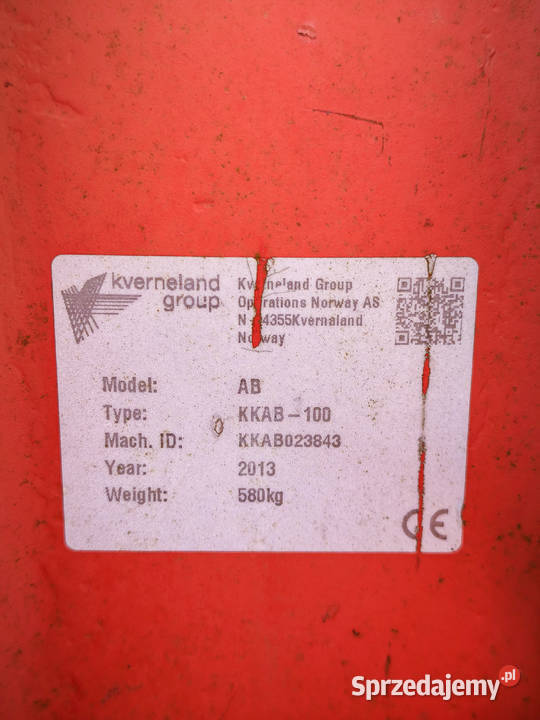 kverneland
group
Kverneland Group
Operations Norway AS
4355Kvernaland
Norway
Model: AB
Type: KKAB-100
Mach. ID: KKAB023843
Year: 2013
Weight: 580kg
CE
Sprzedajemy.pl